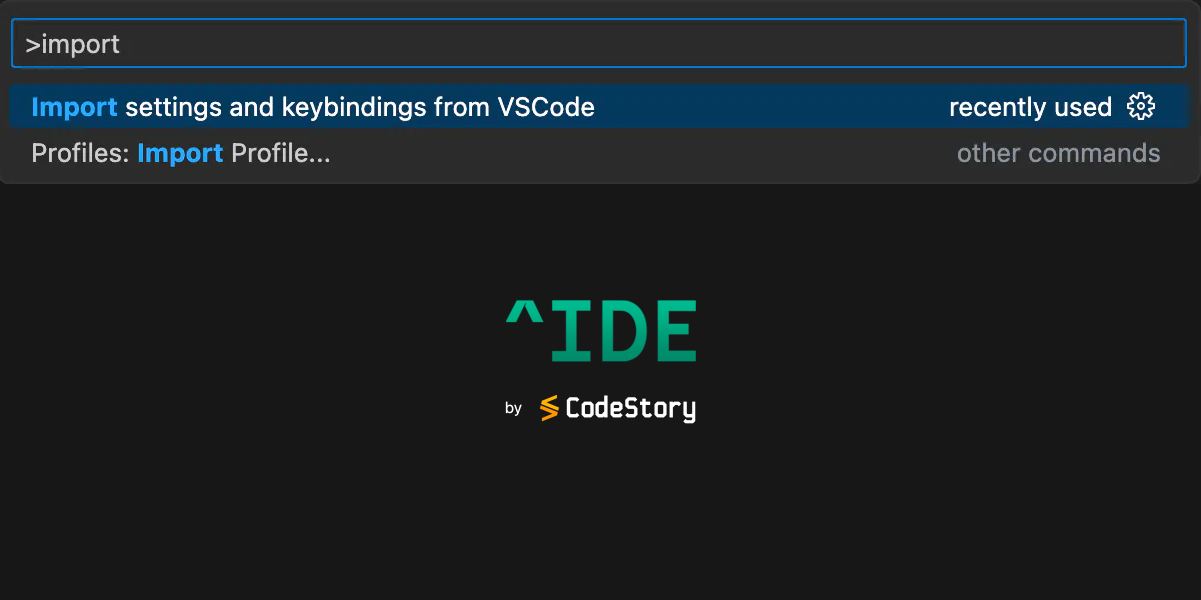 >import
Import settings and keybindings from VSCode recently used
Profiles: Import Profile... other commands
^IDE
by CodeStory